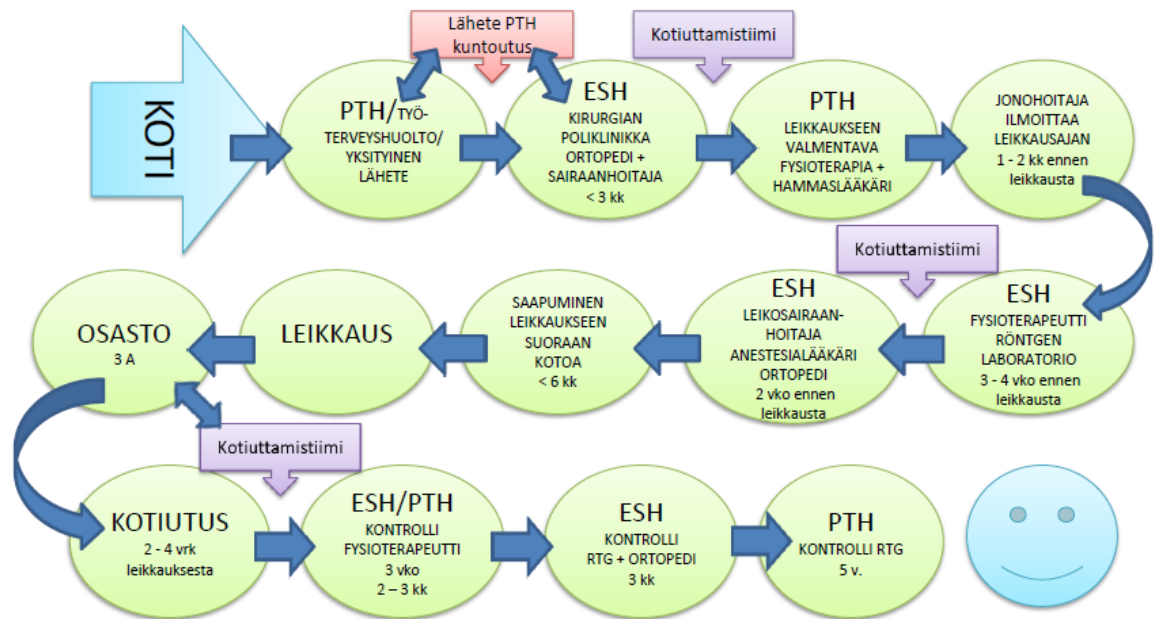 KOTI
Lähete PTH
kuntoutus
Kotiuttamistiimi
PTH/TYÖ-
TERVEYSHUOLTO/
YKSITYINEN
LÄHETE
ESH
KIRURGIAN
POLIKLINIKKA
ORTOPEDI +
SAIRAANHOITAJA
< 3 kk
PTH
LEIKKAUKSEEN
VALMENTAVA
FYSIOTERAPIA +
HAMMASLÄÄKÄRI
JONOHOITAJA
ILMOITTAA
LEIKKAUSAJAN
1 - 2 kk ennen
leikkausta
Kotiuttamistiimi
ESH
FYSIOTERAPEUTTI
RÖNTGEN
LABORATORIO
3 - 4 vko ennen
leikkausta
ESH
LEIKOSAIRAAN-
HOITAJA
ANESTESIALÄÄKÄRI
ORTOPEDI
2 vko ennen
leikkausta
SAAPUMINEN
LEIKKAUKSEEN
SUORAAN
KOTOA
< 6 kk
LEIKKAUS
OSASTO
3 A
Kotiuttamistiimi
KOTIUTUS
2 - 4 vrk
leikkauksesta
ESH/PTH
KONTROLLI
FYSIOTERAPEUTTI
3 vko
2 – 3 kk
ESH
KONTROLLI
RTG + ORTOPEDI
3 kk
PTH
KONTROLLI RTG
5 v.